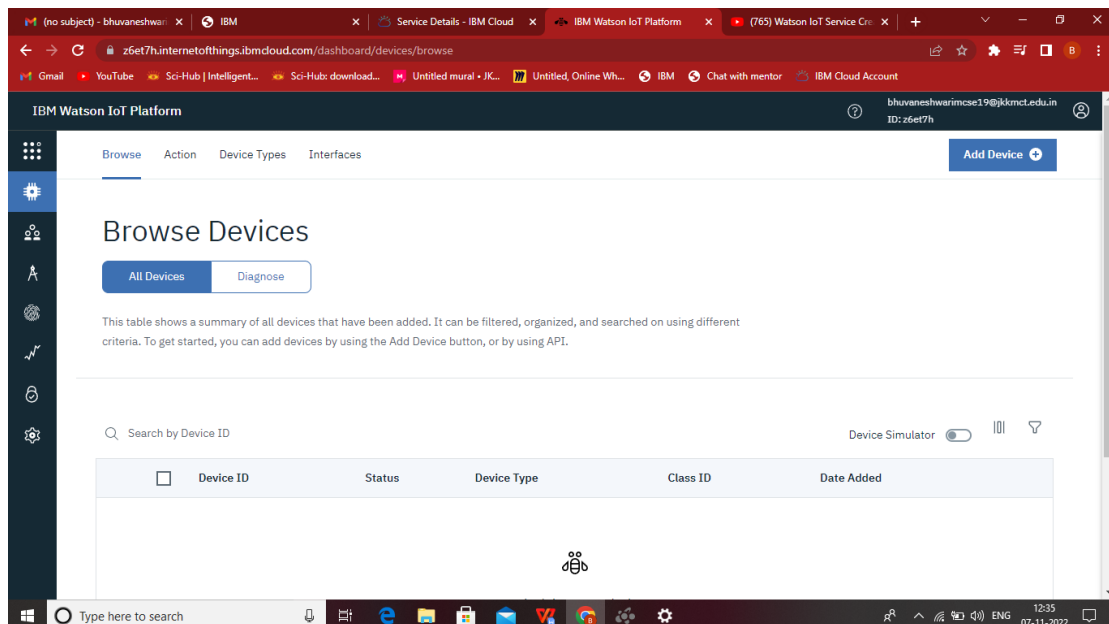 (no subject) - bhuvaneshwari
IBM
Service Details - IBM Cloud
IBM Watson IoT Platform
(765) Watson IoT Service Cre
z6et7h.internetofthings.ibmcloud.com/dashboard/devices/browse
B
Gmail
YouTube
Sci-Hub | Intelligent...
Sci-Hub: download...
Untitled mural • JK...
Untitled, Online Wh...
IBM
Chat with mentor
IBM Cloud Account
IBM Watson IoT Platform
bhuvaneshwarimcse19@jkkmct.edu.in
ID: z6et7h
Browse
Action
Device Types
Interfaces
Add Device
Browse Devices
All Devices
Diagnose
This table shows a summary of all devices that have been added. It can be filtered, organized, and searched on using different
criteria. To get started, you can add devices by using the Add Device button, or by using API.
Search by Device ID
Device Simulator
Device ID
Status
Device Type
Class ID
Date Added
Type here to search
ENG
12:35
07-11-2022